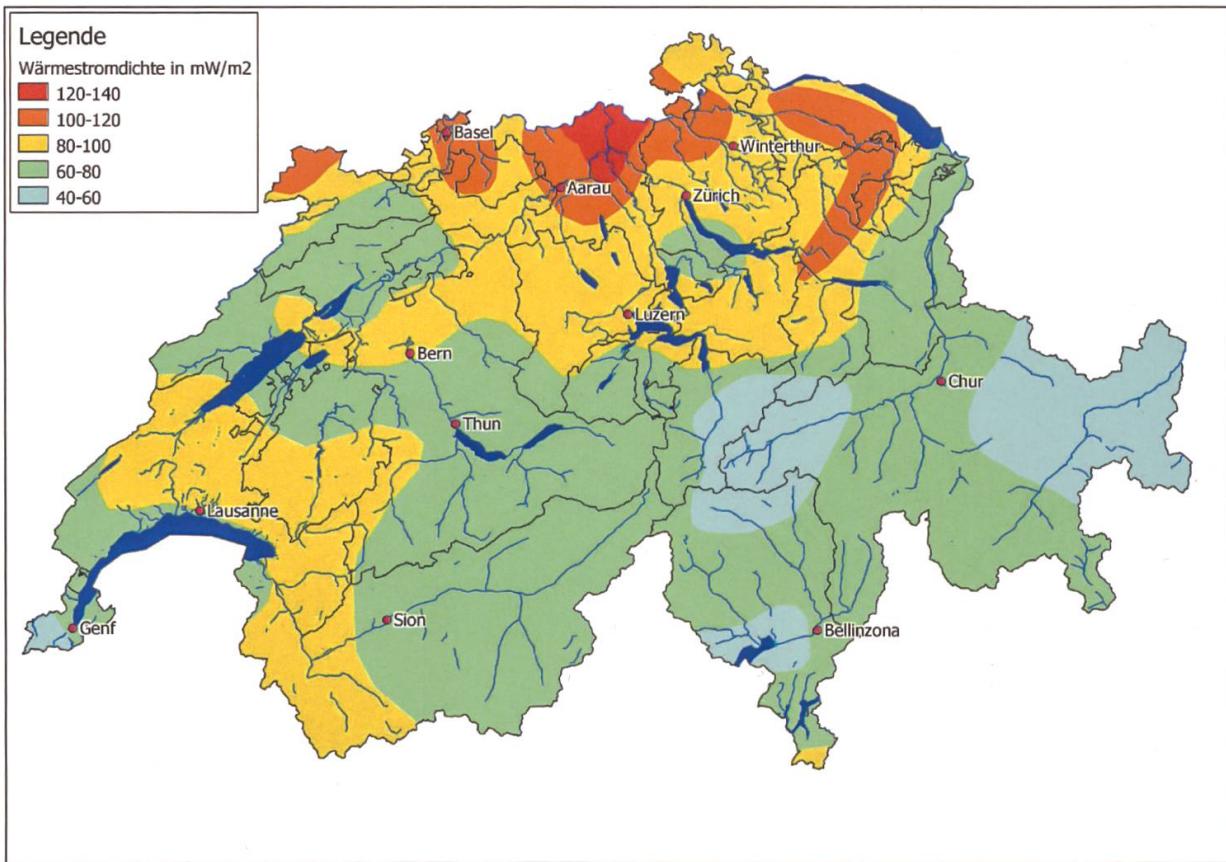 Legende
Wärmestromdichte in mW/m2
120-140
100-120
80-100
60-80
40-60
Basel
Winterthur
Aarau
Zürich
Luzern
Bern
Chur
Thun
Lausanne
Sion
Genf
Bellinzona